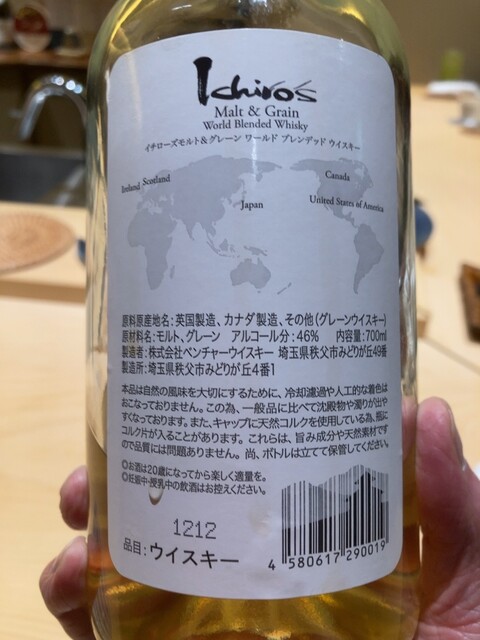 Ichiro's
Malt & Grain
World Blended Whisky
イチローズモルト&グレーン ワールド ブレンデッド ウイスキー
Ireland Scotland
Canada
Japan
United States of America
原料原産地名:英国製造、カナダ製造、その他(グレーンウイスキー)
原材料名:モルト、グレーン アルコール分:46% 内容量:700ml
製造者:株式会社ベンチャーウイスキー 埼玉県秩父市みどりが丘49番
製造所:埼玉県秩父市みどりが丘4番1
本品は自然の風味を大切にするために、冷却濾過や人工的な着色は
おこなっておりません。この為、一般品に比べて沈殿物や濁りが出や
すくなっております。また、キャップに天然コルクを使用している為、瓶に
コルク片が入ることがあります。これらは、旨み成分や天然素材です
ので品質には問題ありません。尚、ボトルは立てて保管してください。
◎お酒は20歳になってから楽しく適量を。
◎妊娠中・授乳中の飲酒はお控えください。
1212
品目:ウイスキー
4 580617 290019